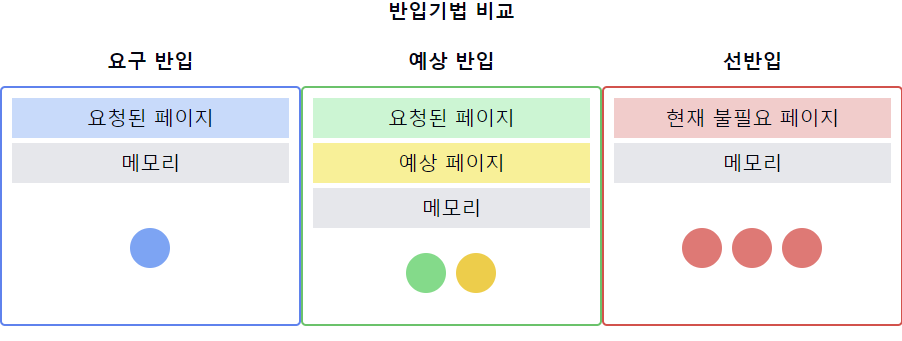 반입기법 비교
요구 반입
예상 반입
선반입
요청된 페이지
메모리
요청된 페이지
예상 페이지
메모리
현재 불필요 페이지
메모리